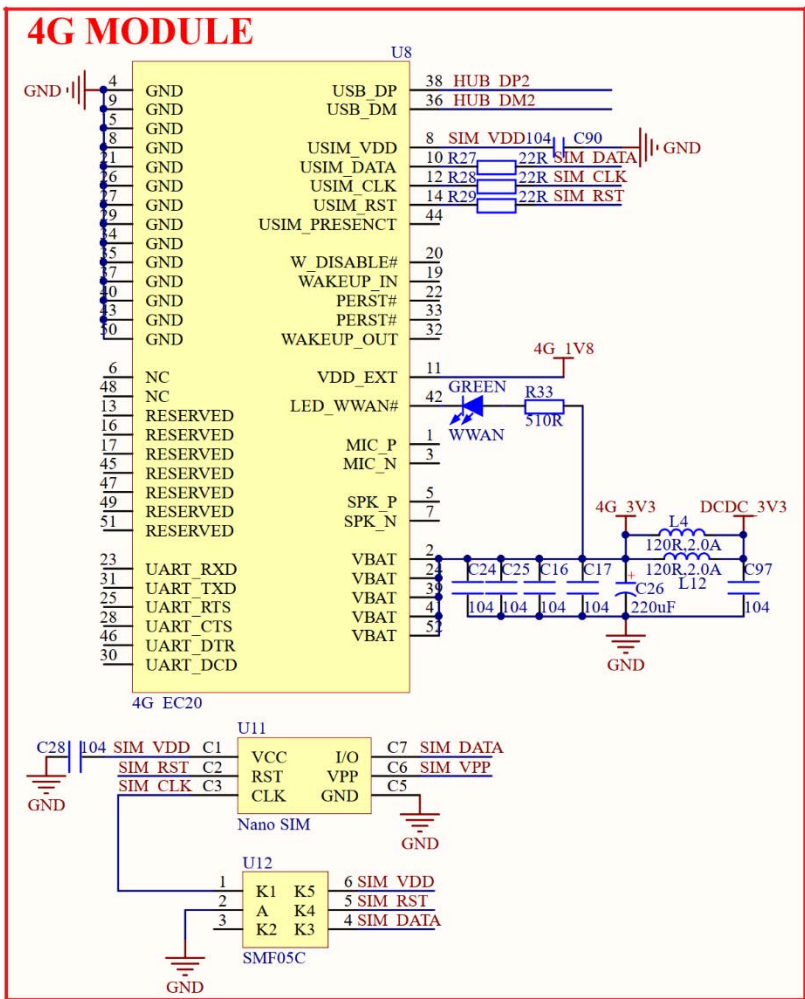 4G MODULE
U8
GND 4 GND USB_DP 38 HUB_DP2
9 GND USB_DM 36 HUB_DM2
5 GND
8 GND USIM_VDD 8 SIM_VDD 104 C90 GND
21 GND USIM_DATA 10 R27 22R SIM_DATA
26 GND USIM_CLK 12 R28 22R SIM_CLK
27 GND USIM_RST 14 R29 22R SIM_RST
29 GND USIM_PRESENCT 44
34 GND
35 GND W_DISABLE# 20
37 GND WAKEUP_IN 19
40 GND PERST# 22
43 GND PERST# 33
50 GND WAKEUP_OUT 32
4G_1V8
6 NC VDD_EXT 11
48 NC GREEN R33
13 RESERVED LED_WWAN# 42 510R
16 RESERVED WWAN
17 RESERVED MIC_P 1
45 RESERVED MIC_N 3
47 RESERVED
49 RESERVED SPK_P 5
51 RESERVED SPK_N 7
4G_3V3 DCDC_3V3
L4
120R,2.0A
23 UART_RXD VBAT 2
31 UART_TXD VBAT 24 C24 C25 C16 C17 C26 120R,2.0A C97
25 UART_RTS VBAT 39 + L12
28 UART_CTS VBAT 41 104 104 104 104 220uF 104
46 UART_DTR VBAT 52
30 UART_DCD GND
4G_EC20
U11
C28 104 SIM_VDD C1 VCC I/O C7 SIM_DATA
SIM_RST C2 RST VPP C6 SIM_VPP
SIM_CLK C3 CLK GND C5
GND
Nano SIM
GND
U12
1 K1 K5 6 SIM_VDD
2 A K4 5 SIM_RST
3 K2 K3 4 SIM_DATA
SMF05C
GND